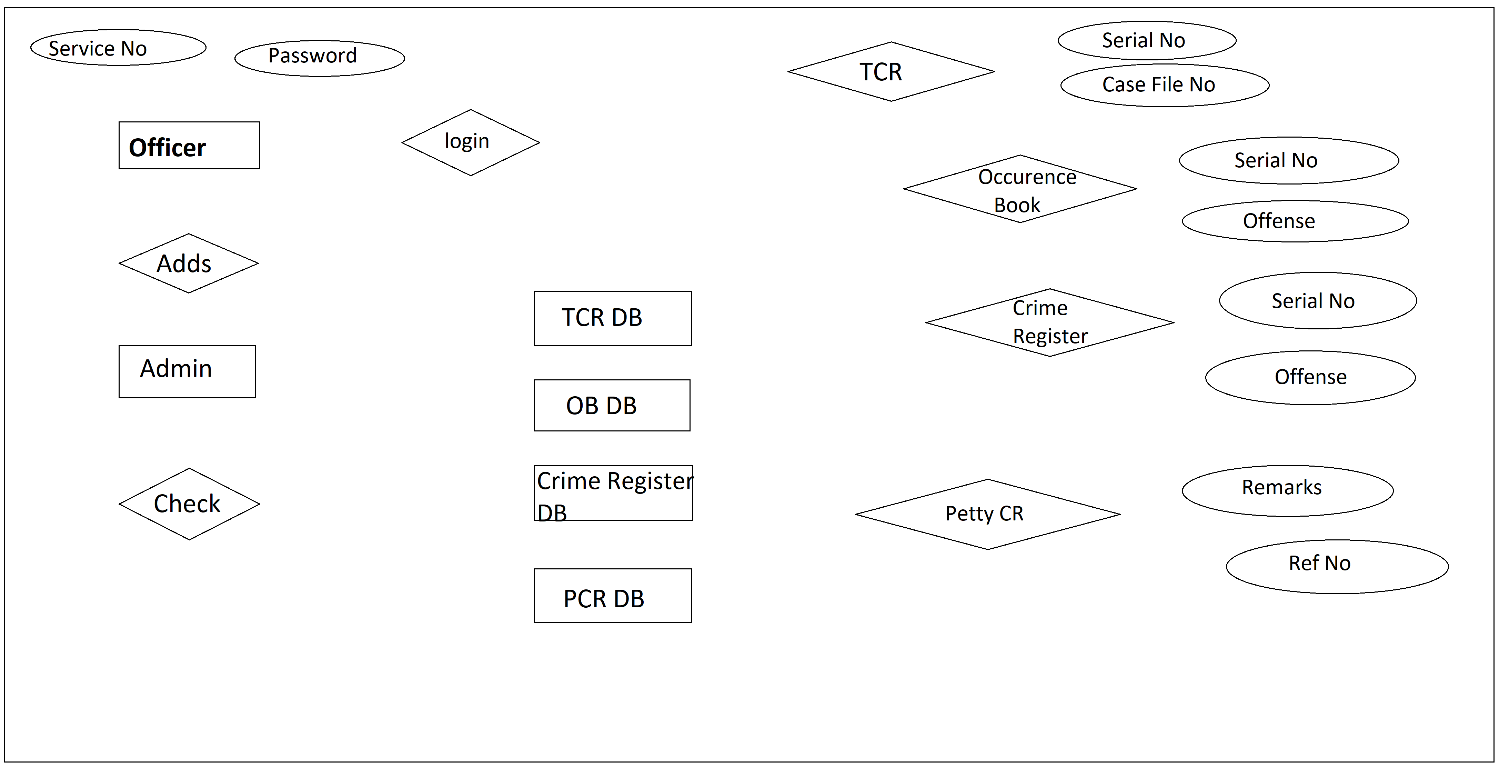 Service No
Password
Officer
login
Adds
Admin
Check
TCR DB
OB DB
Crime Register
DB
PCR DB
TCR
Serial No
Case File No
Occurence
Book
Serial No
Offense
Crime
Register
Serial No
Offense
Petty CR
Remarks
Ref No